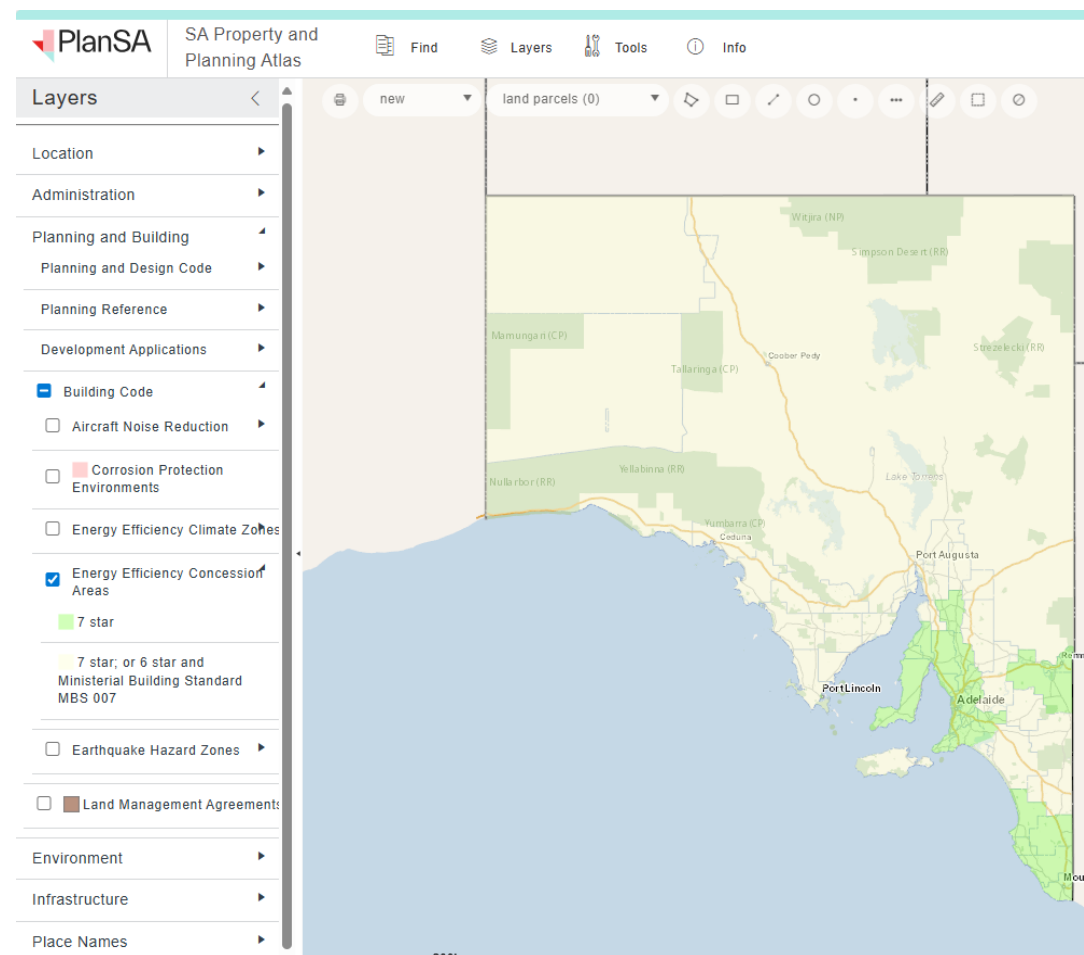 PlanSA
SA Property and
Planning Atlas
Find
Layers
Tools
Info
Layers
new
land parcels (0)
Location
Administration
Planning and Building
Planning and Design Code
Planning Reference
Development Applications
Building Code
Aircraft Noise Reduction
Corrosion Protection
Environments
Energy Efficiency Climate Zones
Energy Efficiency Concession
Areas
7 star
7 star; or 6 star and
Ministerial Building Standard
MBS 007
Earthquake Hazard Zones
Land Management Agreements
Environment
Infrastructure
Place Names
Witjira (NP)
Simpson Desert (RR)
Mamungari (CP)
Strezelecki (RR)
Coober Pedy
Tallaringa (CP)
Yellabinna (RR)
Nullarbor (RR)
Lake Torrens
Yumbarra (CP)
Ceduna
Port Augusta
Port Lincoln
Adelaide
Mou